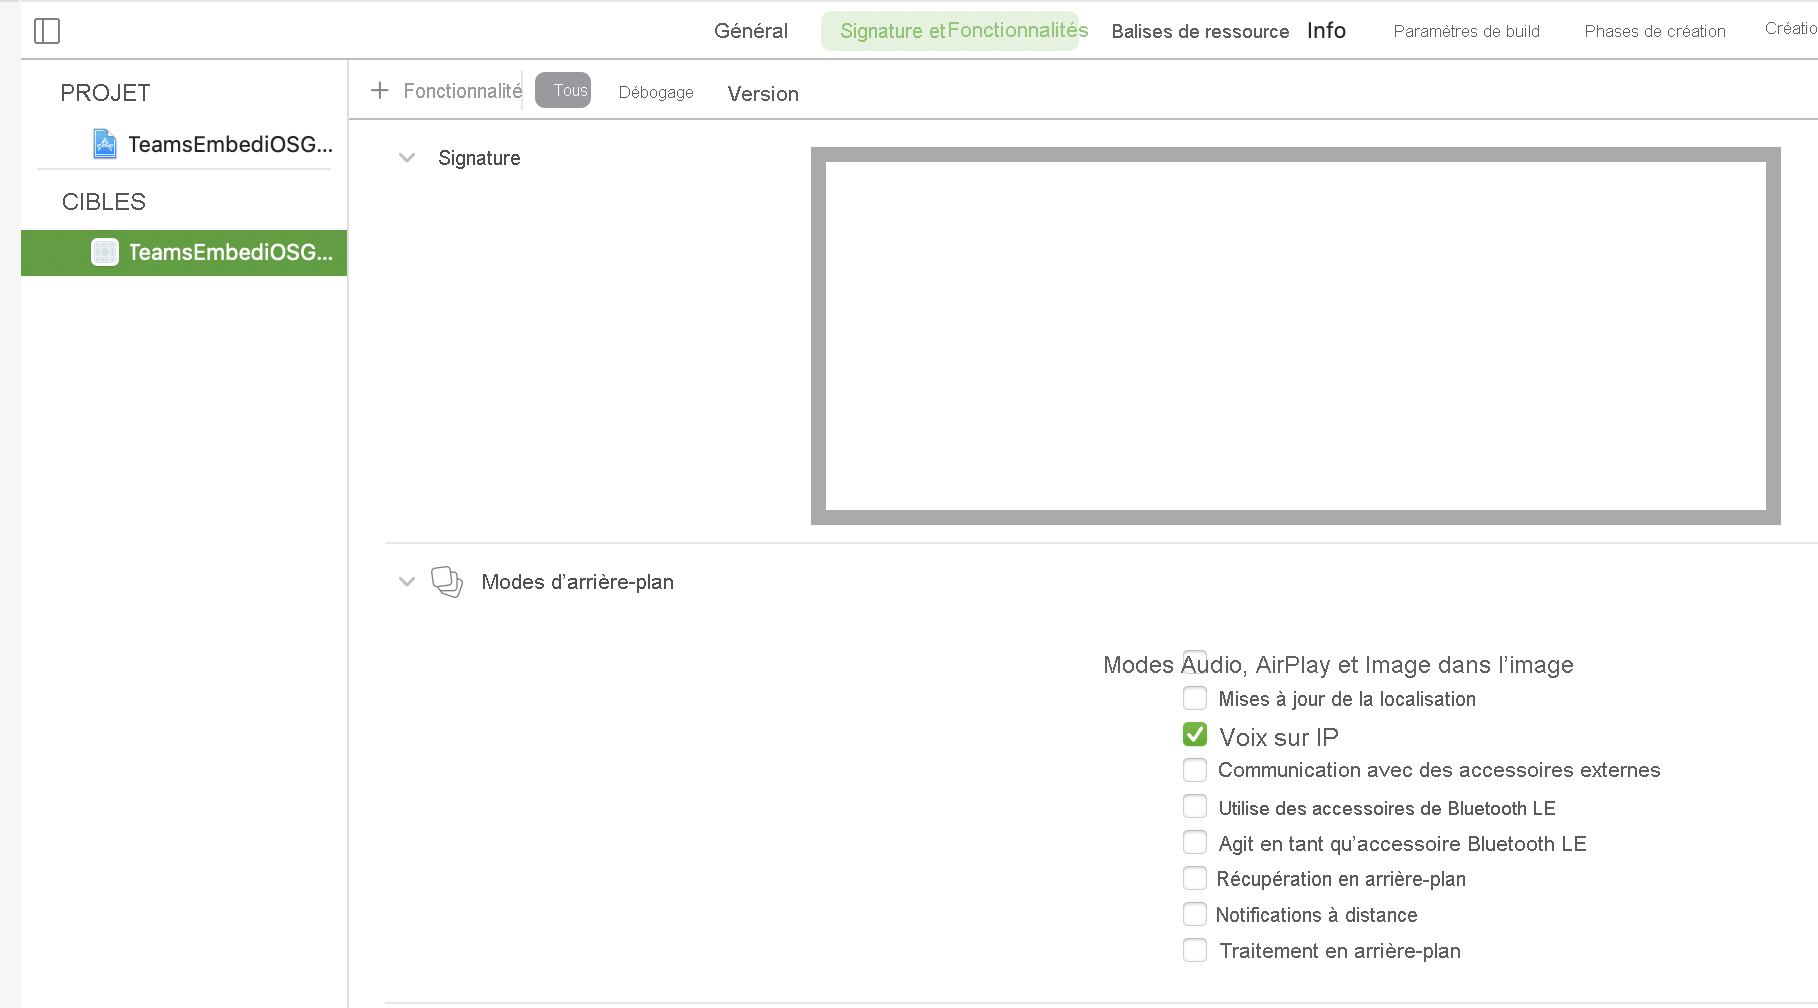 Général Signature et Fonctionnalités Balises de ressource Info Paramètres de build Phases de création Créatio
PROJET
TeamsEmbediOSG...
CIBLES
TeamsEmbediOSG...
+ Fonctionnalité Tous Débogage Version
Signature
Modes d’arrière-plan
Modes Audio, AirPlay et Image dans l’image
Mises à jour de la localisation
Voix sur IP
Communication avec des accessoires externes
Utilise des accessoires de Bluetooth LE
Agit en tant qu’accessoire Bluetooth LE
Récupération en arrière-plan
Notifications à distance
Traitement en arrière-plan